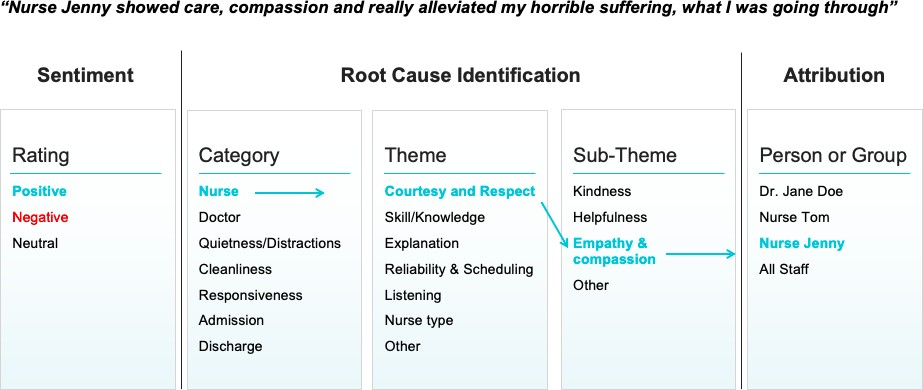 “Nurse Jenny showed care, compassion and really alleviated my horrible suffering, what I was going through”
Sentiment
Root Cause Identification
Attribution
Rating
Positive
Negative
Neutral
Category
Nurse
Doctor
Quietness/Distractions
Cleanliness
Responsiveness
Admission
Discharge
Theme
Courtesy and Respect
Skill/Knowledge
Explanation
Reliability & Scheduling
Listening
Nurse type
Other
Sub-Theme
Kindness
Helpfulness
Empathy &
compassion
Other
Person or Group
Dr. Jane Doe
Nurse Tom
Nurse Jenny
All Staff